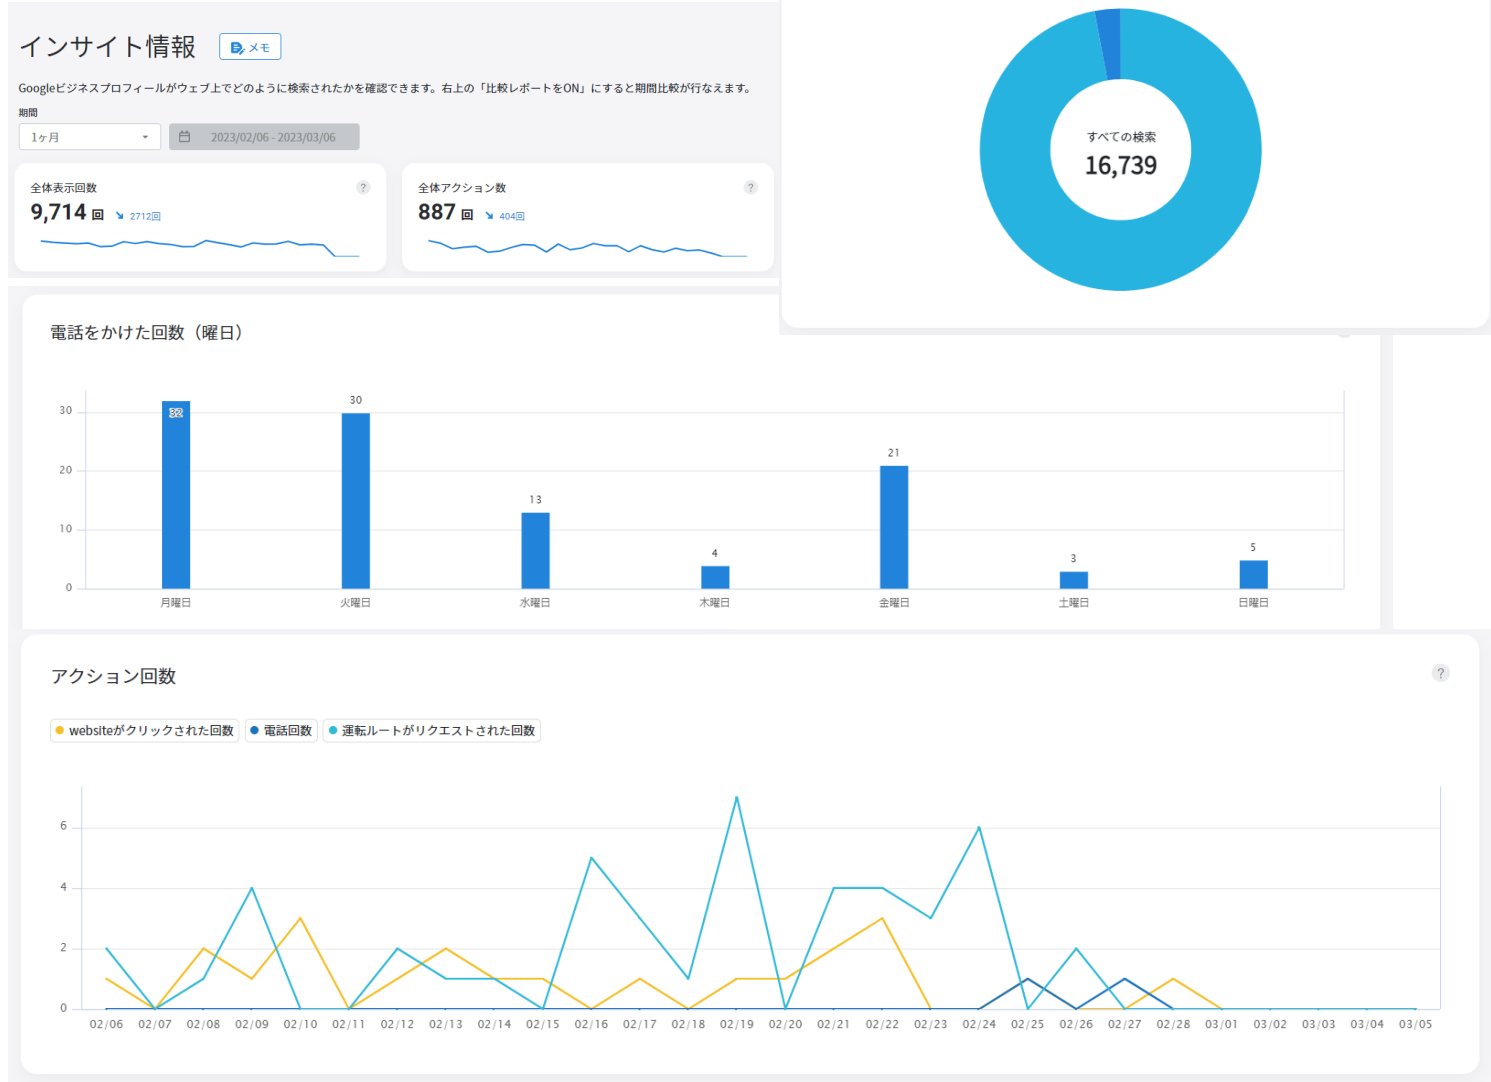 インサイト情報
メモ
Googleビジネスプロフィールがウェブ上でどのように検索されたかを確認できます。右上の「比較レポートをON」にすると期間比較が行なえます。
期間
1ヶ月
2023/02/06 - 2023/03/06
全体表示回数
?
9,714 回 2712回
全体アクション数
?
887 回 404回
すべての検索
16,739
電話をかけた回数（曜日）
30
20
10
0
32
30
13
4
21
3
5
月曜日 火曜日 水曜日 木曜日 金曜日 土曜日 日曜日
アクション回数
?
websiteがクリックされた回数 電話回数 運転ルートがリクエストされた回数
6
4
2
0
02/06 02/07 02/08 02/09 02/10 02/11 02/12 02/13 02/14 02/15 02/16 02/17 02/18 02/19 02/20 02/21 02/22 02/23 02/24 02/25 02/26 02/27 02/28 03/01 03/02 03/03 03/04 03/05